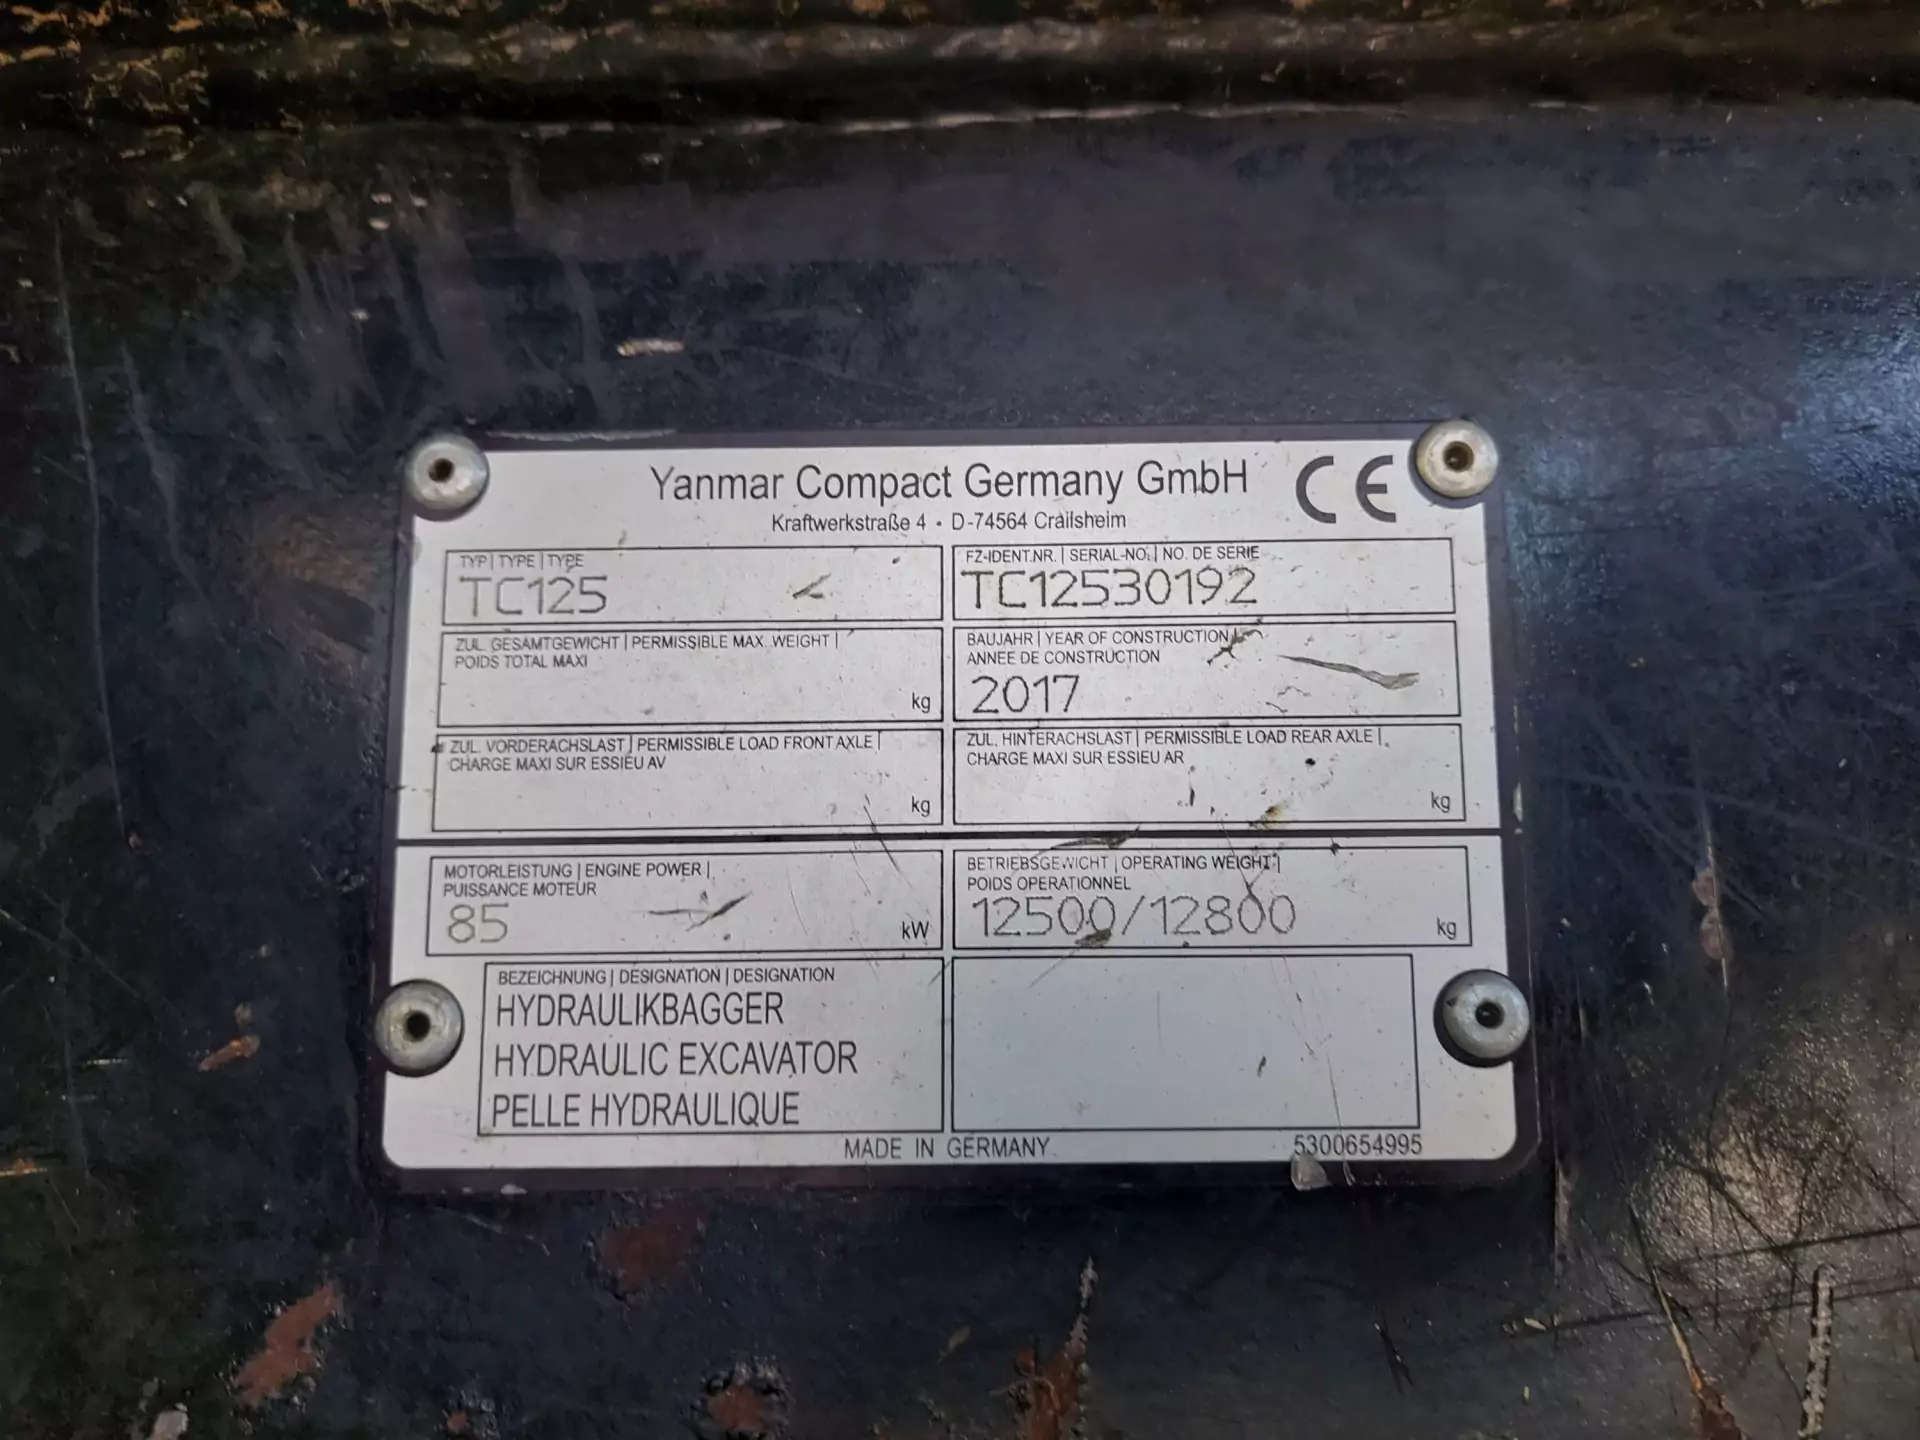 Yanmar Compact Germany GmbH CE
Kraftwerkstraße 4 • D-74564 Crailsheim
TYP | TYPE | TYPE
TC125
FZ-IDENT.NR. | SERIAL-NO. | NO. DE SERIE
TC12530192
ZUL. GESAMTGEWICHT | PERMISSIBLE MAX. WEIGHT |
POIDS TOTAL MAXI
kg
BAUJAHR | YEAR OF CONSTRUCTION |
ANNEE DE CONSTRUCTION
2017
ZUL. VORDERACHSLAST | PERMISSIBLE LOAD FRONT AXLE |
CHARGE MAXI SUR ESSIEU AV
kg
ZUL. HINTERACHSLAST | PERMISSIBLE LOAD REAR AXLE |
CHARGE MAXI SUR ESSIEU AR
kg
MOTORLEISTUNG | ENGINE POWER |
PUISSANCE MOTEUR
85 kW
BETRIEBSGEWICHT | OPERATING WEIGHT |
POIDS OPERATIONNEL
12500/12800 kg
BEZEICHNUNG | DESIGNATION | DESIGNATION
HYDRAULIKBAGGER
HYDRAULIC EXCAVATOR
PELLE HYDRAULIQUE
MADE IN GERMANY
5300654995